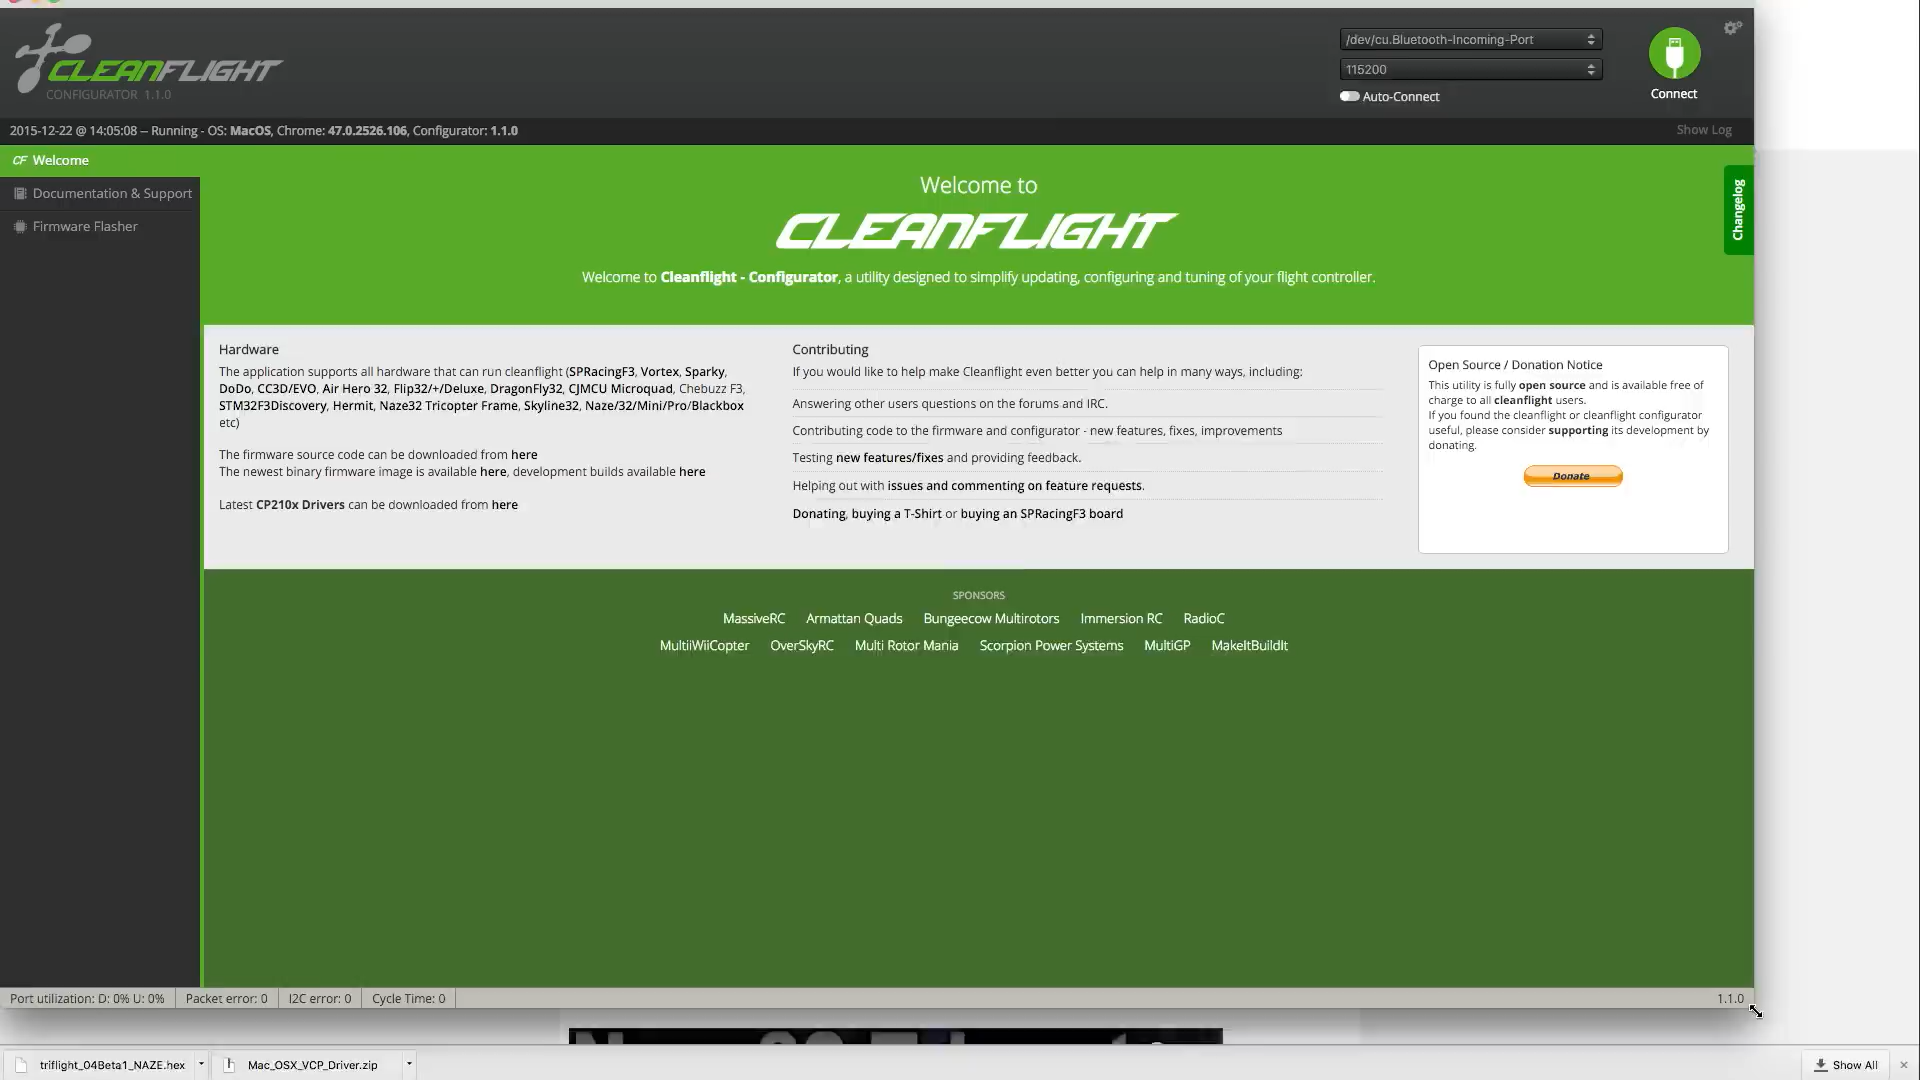 CLEANFLIGHT
CONFIGURATOR 1.1.0
/dev/cu.Bluetooth-Incoming-Port
115200
Auto-Connect
Connect
2015-12-22 @ 14:05:08 -- Running - OS: MacOS, Chrome: 47.0.2526.106, Configurator: 1.1.0
Show Log
CF Welcome
Documentation & Support
Firmware Flasher
Welcome to
CLEANFLIGHT
Welcome to Cleanflight - Configurator, a utility designed to simplify updating, configuring and tuning of your flight controller.
Changelog
Hardware
The application supports all hardware that can run cleanflight (SPRacingF3, Vortex, Sparky,
DoDo, CC3D/EVO, Air Hero 32, Flip32/+/Deluxe, DragonFly32, CJMCU Microquad, Chebuzz F3,
STM32F3Discovery, Hermit, Naze32 Tricopter Frame, Skyline32, Naze/32/Mini/Pro/Blackbox
etc)
The firmware source code can be downloaded from here
The newest binary firmware image is available here, development builds available here
Latest CP210x Drivers can be downloaded from here
Contributing
If you would like to help make Cleanflight even better you can help in many ways, including:
Answering other users questions on the forums and IRC.
Contributing code to the firmware and configurator - new features, fixes, improvements
Testing new features/fixes and providing feedback.
Helping out with issues and commenting on feature requests.
Donating, buying a T-Shirt or buying an SPRacingF3 board
Open Source / Donation Notice
This utility is fully open source and is available free of
charge to all cleanflight users.
If you found the cleanflight or cleanflight configurator
useful, please consider supporting its development by
donating.
Donate
SPONSORS
MassiveRC Armattan Quads Bungeecow Multirotors Immersion RC RadioC
MultiiWiiCopter OverSkyRC Multi Rotor Mania Scorpion Power Systems MultiGP MakeItBuildIt
Port utilization: D: 0% U: 0% Packet error: 0 I2C error: 0 Cycle Time: 0
1.1.0
triflight_04Beta1_NAZE.hex
Mac_OSX_VCP_Driver.zip
Show All